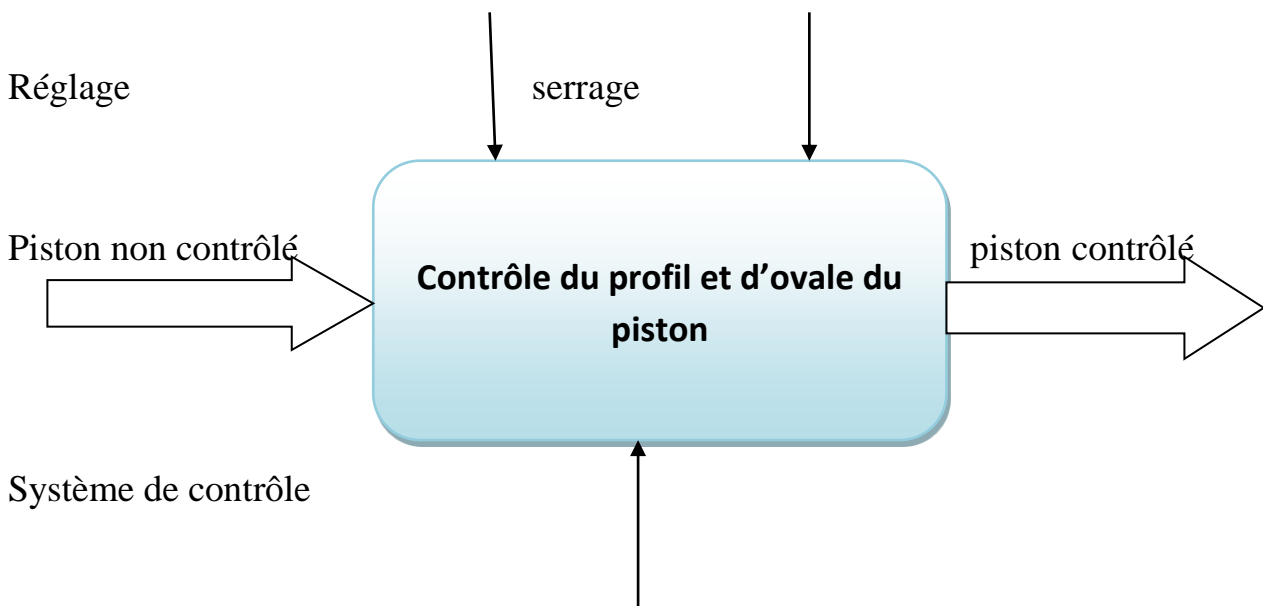 Réglage serrage
Piston non contrôlé piston contrôlé
Contrôle du profil et d’ovale du
piston
Système de contrôle